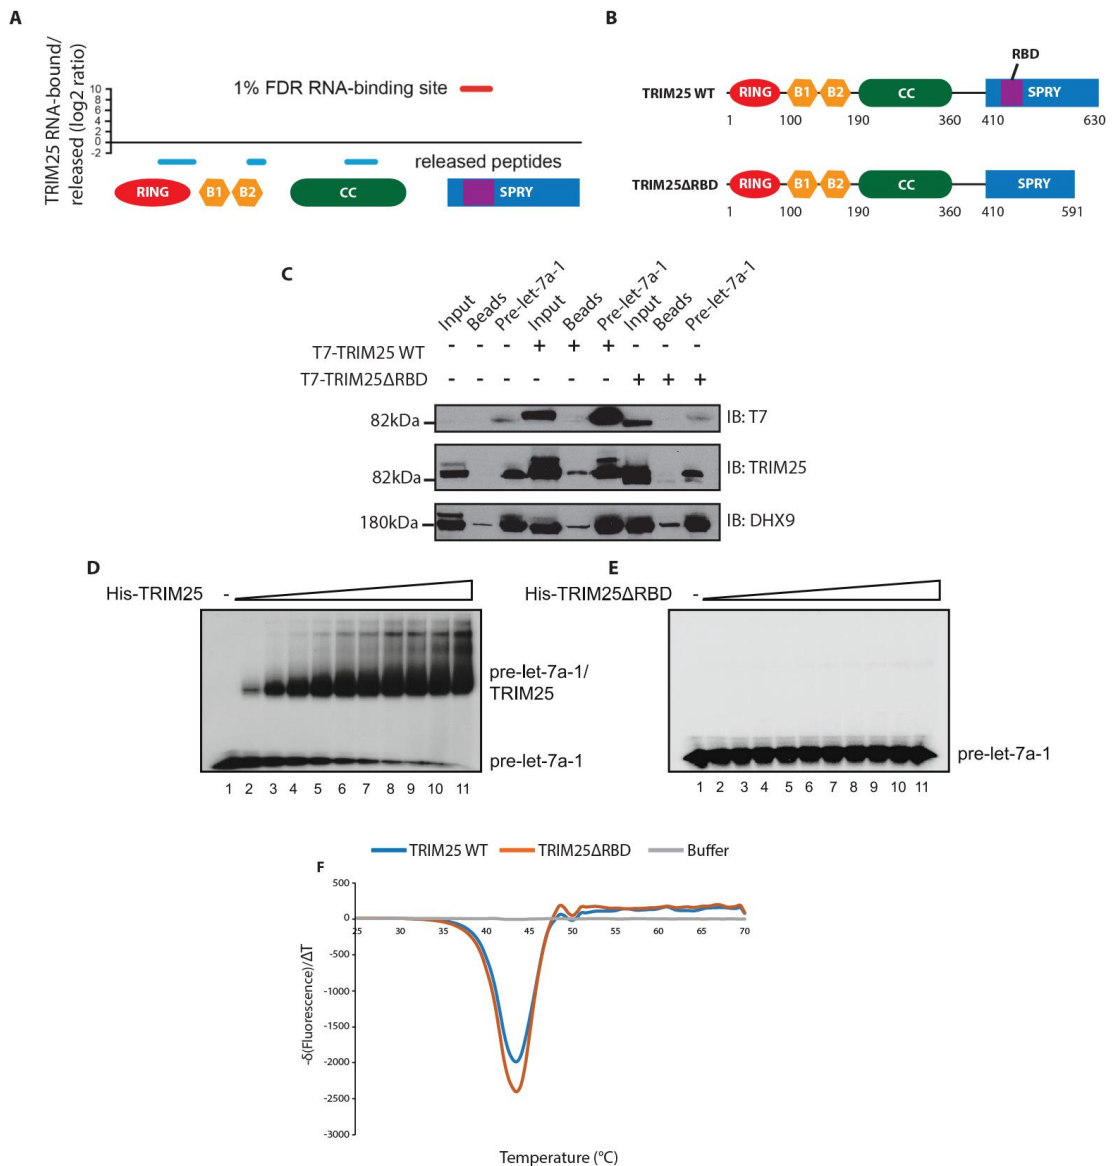 A
TRIM25 RNA-bound/
released (log2 ratio)
10
8
6
4
2
0
-2
1% FDR RNA-binding site
released peptides
RING B1 B2 CC SPRY
B
RBD
TRIM25 WT RING B1 B2 CC SPRY
1 100 190 360 410 630
TRIM25ΔRBD RING B1 B2 CC SPRY
1 100 190 360 410 591
C
Input Beads Pre-let-7a-1 Input Beads Pre-let-7a-1 Input Beads Pre-let-7a-1
T7-TRIM25 WT - - - + + + - - -
T7-TRIM25ΔRBD - - - - - - + + +
82kDa IB: T7
82kDa IB: TRIM25
180kDa IB: DHX9
D
His-TRIM25 -
pre-let-7a-1/
TRIM25
pre-let-7a-1
1 2 3 4 5 6 7 8 9 10 11
E
His-TRIM25ΔRBD -
pre-let-7a-1
1 2 3 4 5 6 7 8 9 10 11
F
TRIM25 WT TRIM25ΔRBD Buffer
-δ(Fluorescence)/ΔT
500
0
-500
-1000
-1500
-2000
-2500
-3000
25 30 35 40 45 50 55 60 65 70
Temperature (°C)